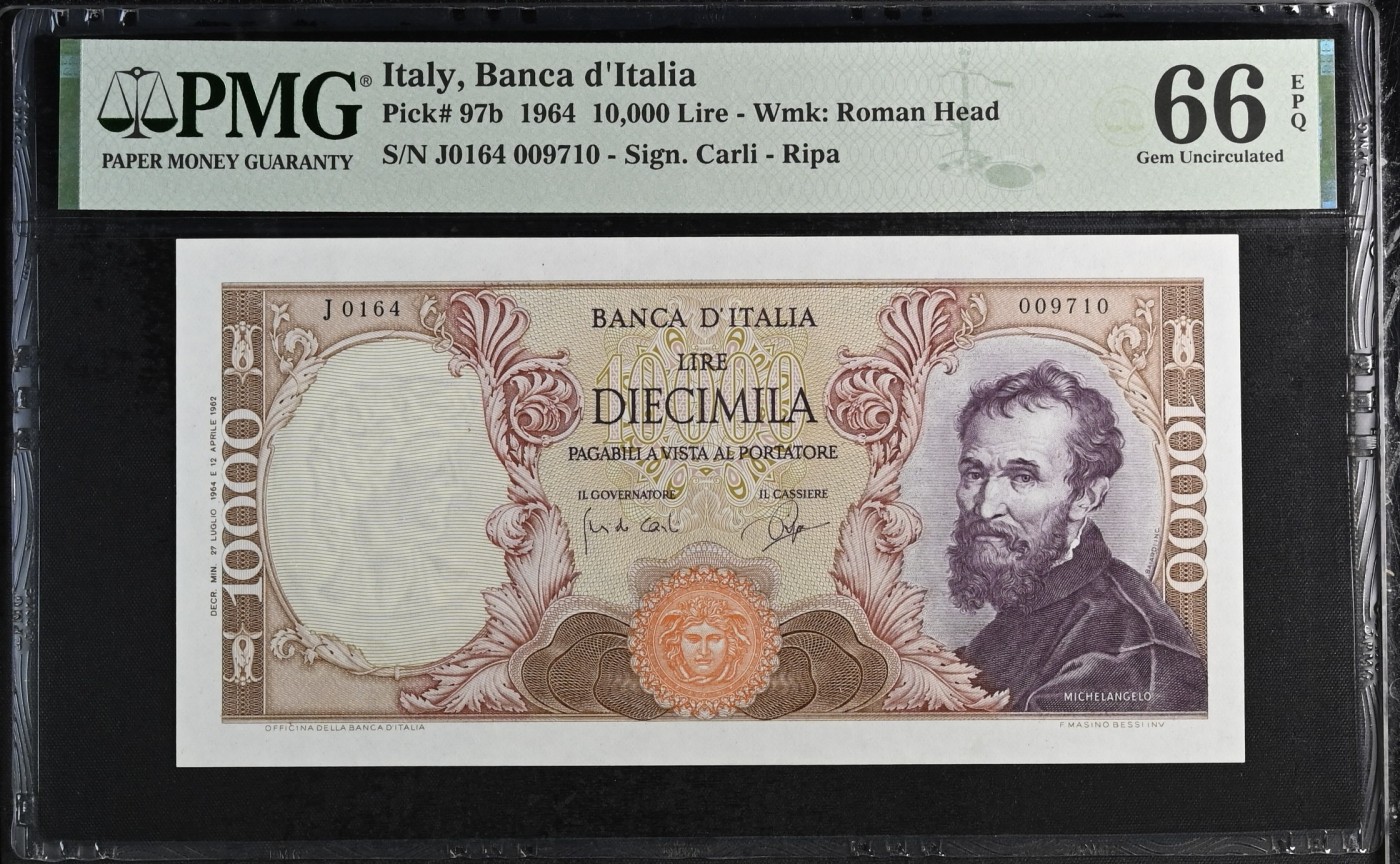 PMG®
PAPER MONEY GUARANTY
Italy, Banca d'Italia
Pick# 97b 1964 10,000 Lire - Wmk: Roman Head
S/N J0164 009710 - Sign. Carli - Ripa
66
EPQ
Gem Uncirculated
J 0164
009710
BANCA D'ITALIA
LIRE
10000
DIECIMILA
PAGABILI A VISTA AL PORTATORE
IL GOVERNATORE IL CASSIERE
DECR. MIN. 27 LUGLIO 1964 E 12 APRILE 1962
10000
10000
MICHELANGELO
OFFICINA DELLA BANCA D'ITALIA
F. MASINO BESSI INV.